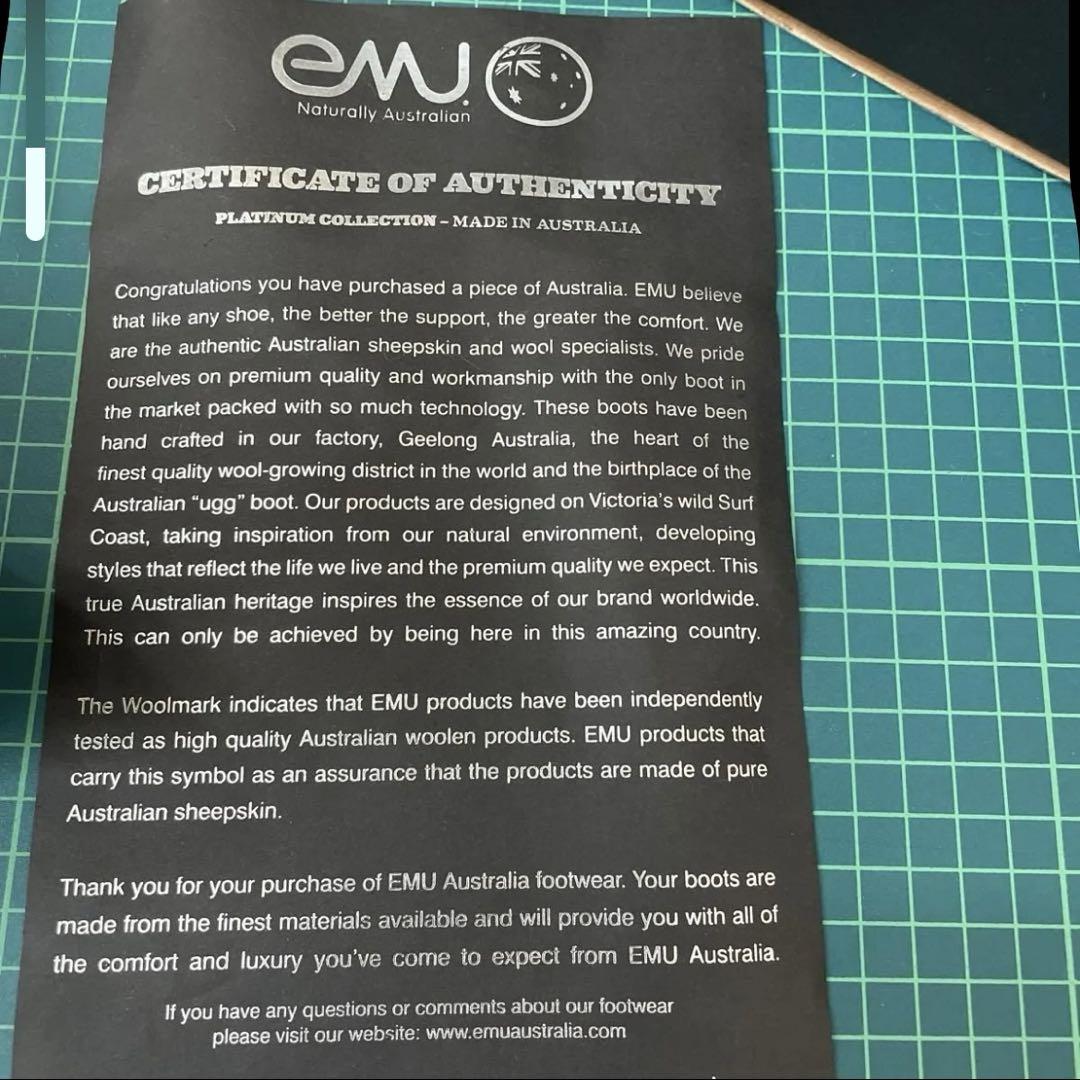 emu
Naturally Australian
CERTIFICATE OF AUTHENTICITY
PLATINUM COLLECTION – MADE IN AUSTRALIA
Congratulations you have purchased a piece of Australia. EMU believe
that like any shoe, the better the support, the greater the comfort. We
are the authentic Australian sheepskin and wool specialists. We pride
ourselves on premium quality and workmanship with the only boot in
the market packed with so much technology. These boots have been
hand crafted in our factory, Geelong Australia, the heart of the
finest quality wool-growing district in the world and the birthplace of the
Australian “ugg” boot. Our products are designed on Victoria’s wild Surf
Coast, taking inspiration from our natural environment, developing
styles that reflect the life we live and the premium quality we expect. This
true Australian heritage inspires the essence of our brand worldwide.
This can only be achieved by being here in this amazing country.
The Woolmark indicates that EMU products have been independently
tested as high quality Australian woolen products. EMU products that
carry this symbol as an assurance that the products are made of pure
Australian sheepskin.
Thank you for your purchase of EMU Australia footwear. Your boots are
made from the finest materials available and will provide you with all of
the comfort and luxury you’ve come to expect from EMU Australia.
If you have any questions or comments about our footwear
please visit our website: www.emuaustralia.com